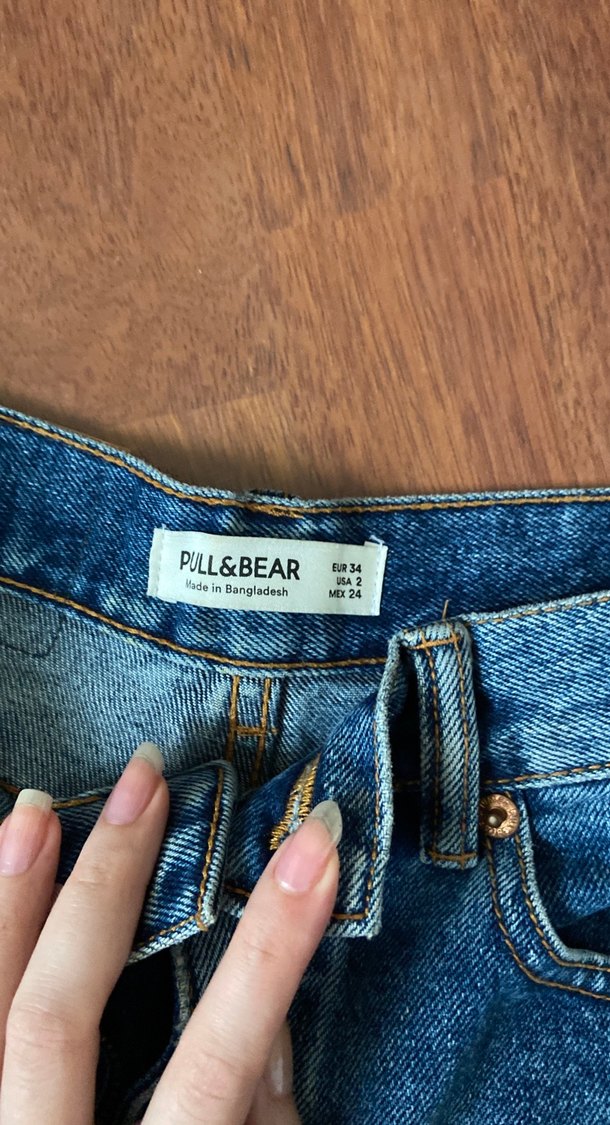 PULL&BEAR
Made in Bangladesh
EUR 34
USA 2
MEX 24